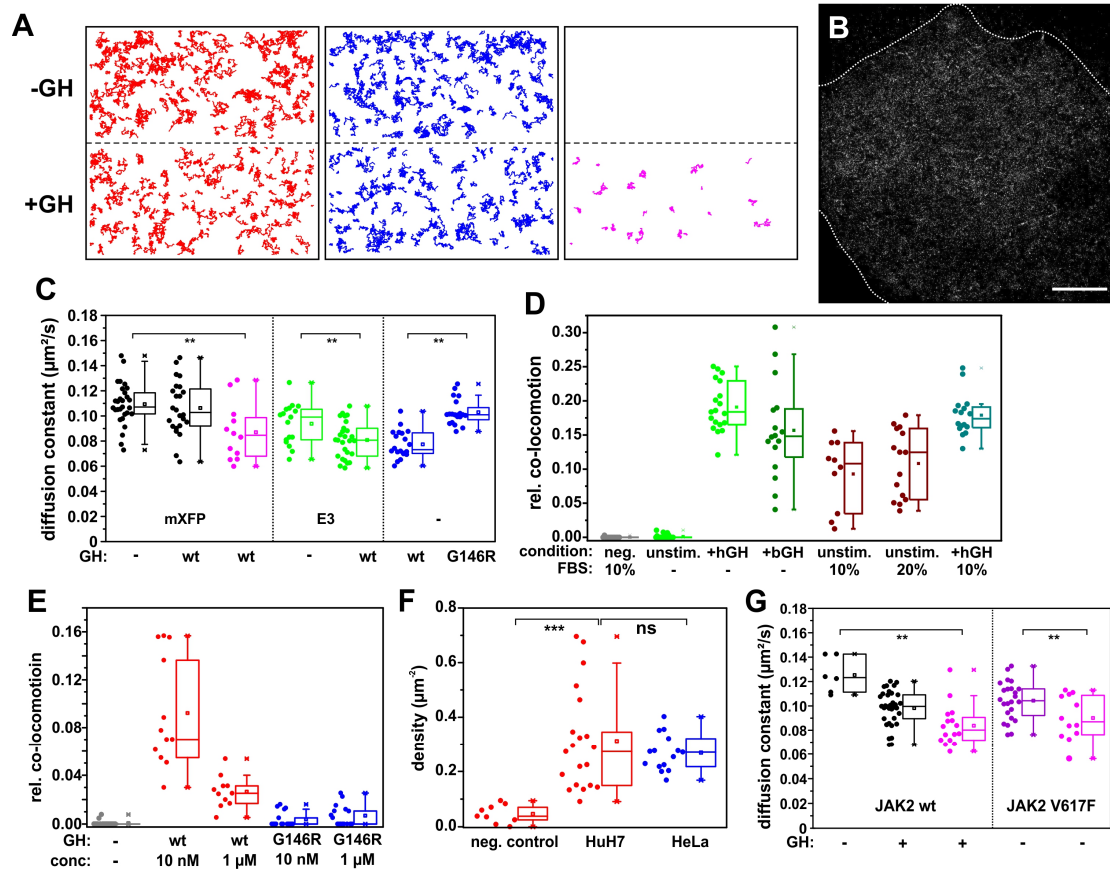 A
-GH
+GH
B
C
diffusion constant (µm²/s)
0.18
0.16
0.14
0.12
0.10
0.08
0.06
0.04
0.02
0
**
**
**
mXFP
E3
-
GH:
-
wt
wt
-
wt
wt
G146R
D
rel. co-locomotion
0.30
0.25
0.20
0.15
0.10
0.05
0.00
condition:
neg.
unstim.
+hGH
+bGH
unstim.
unstim.
+hGH
FBS:
10%
-
-
-
10%
20%
10%
E
rel. co-locomotioin
0.16
0.12
0.08
0.04
0.00
GH:
-
wt
wt
G146R
G146R
conc:
-
10 nM
1 µM
10 nM
1 µM
F
density (µm⁻²)
0.8
0.6
0.4
0.2
0.0
***
ns
neg. control
HuH7
HeLa
G
diffusion constant (µm²/s)
0.18
0.16
0.14
0.12
0.10
0.08
0.06
0.04
0.02
0
**
**
JAK2 wt
JAK2 V617F
GH:
-
+
+
-
-